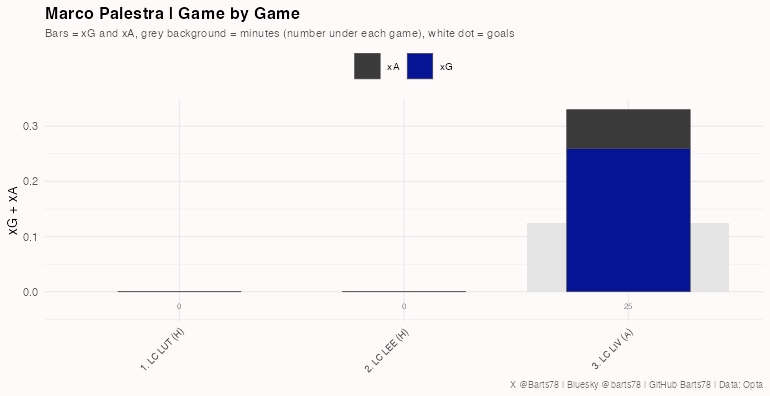 Marco Palestra | Game by Game
Bars = xG and xA, grey background = minutes (number under each game), white dot = goals
xA
xG
xG + xA
0.3
0.2
0.1
0.0
0
0
25
1. LC LUT (H)
2. LC LEE (H)
3. LC LIV (A)
X @Barts78 | Bluesky @barts78 | GitHub Barts78 | Data: Opta